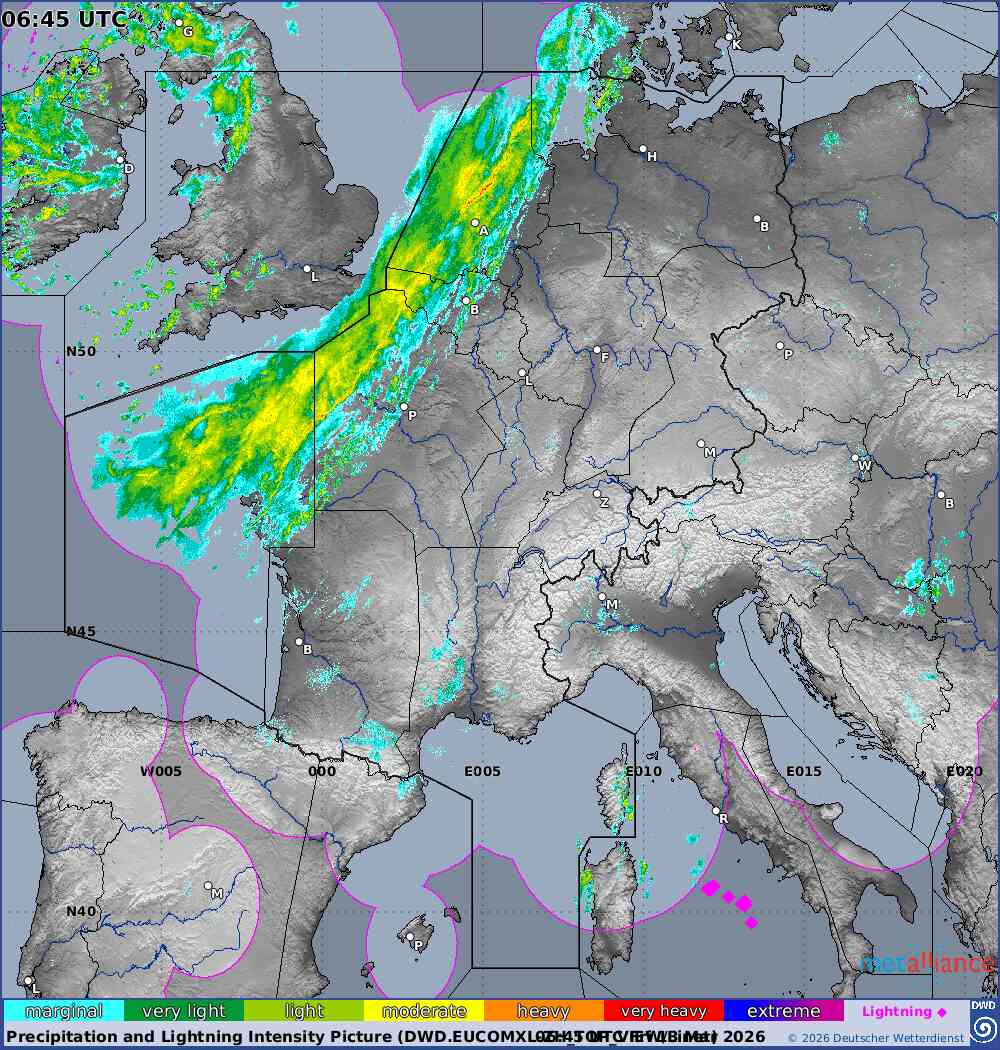 06:45 UTC
G
K
D
H
A
B
L
B
N50
F
P
L
P
M
W
Z
B
M
N45
B
W005
000
E005
E010
E015
E020
R
M
N40
P
L
metalliance
marginal
very light
light
moderate
heavy
very heavy
extreme
Lightning
DWD
Precipitation and Lightning Intensity Picture
2026
© 2026 Deutscher Wetterdienst